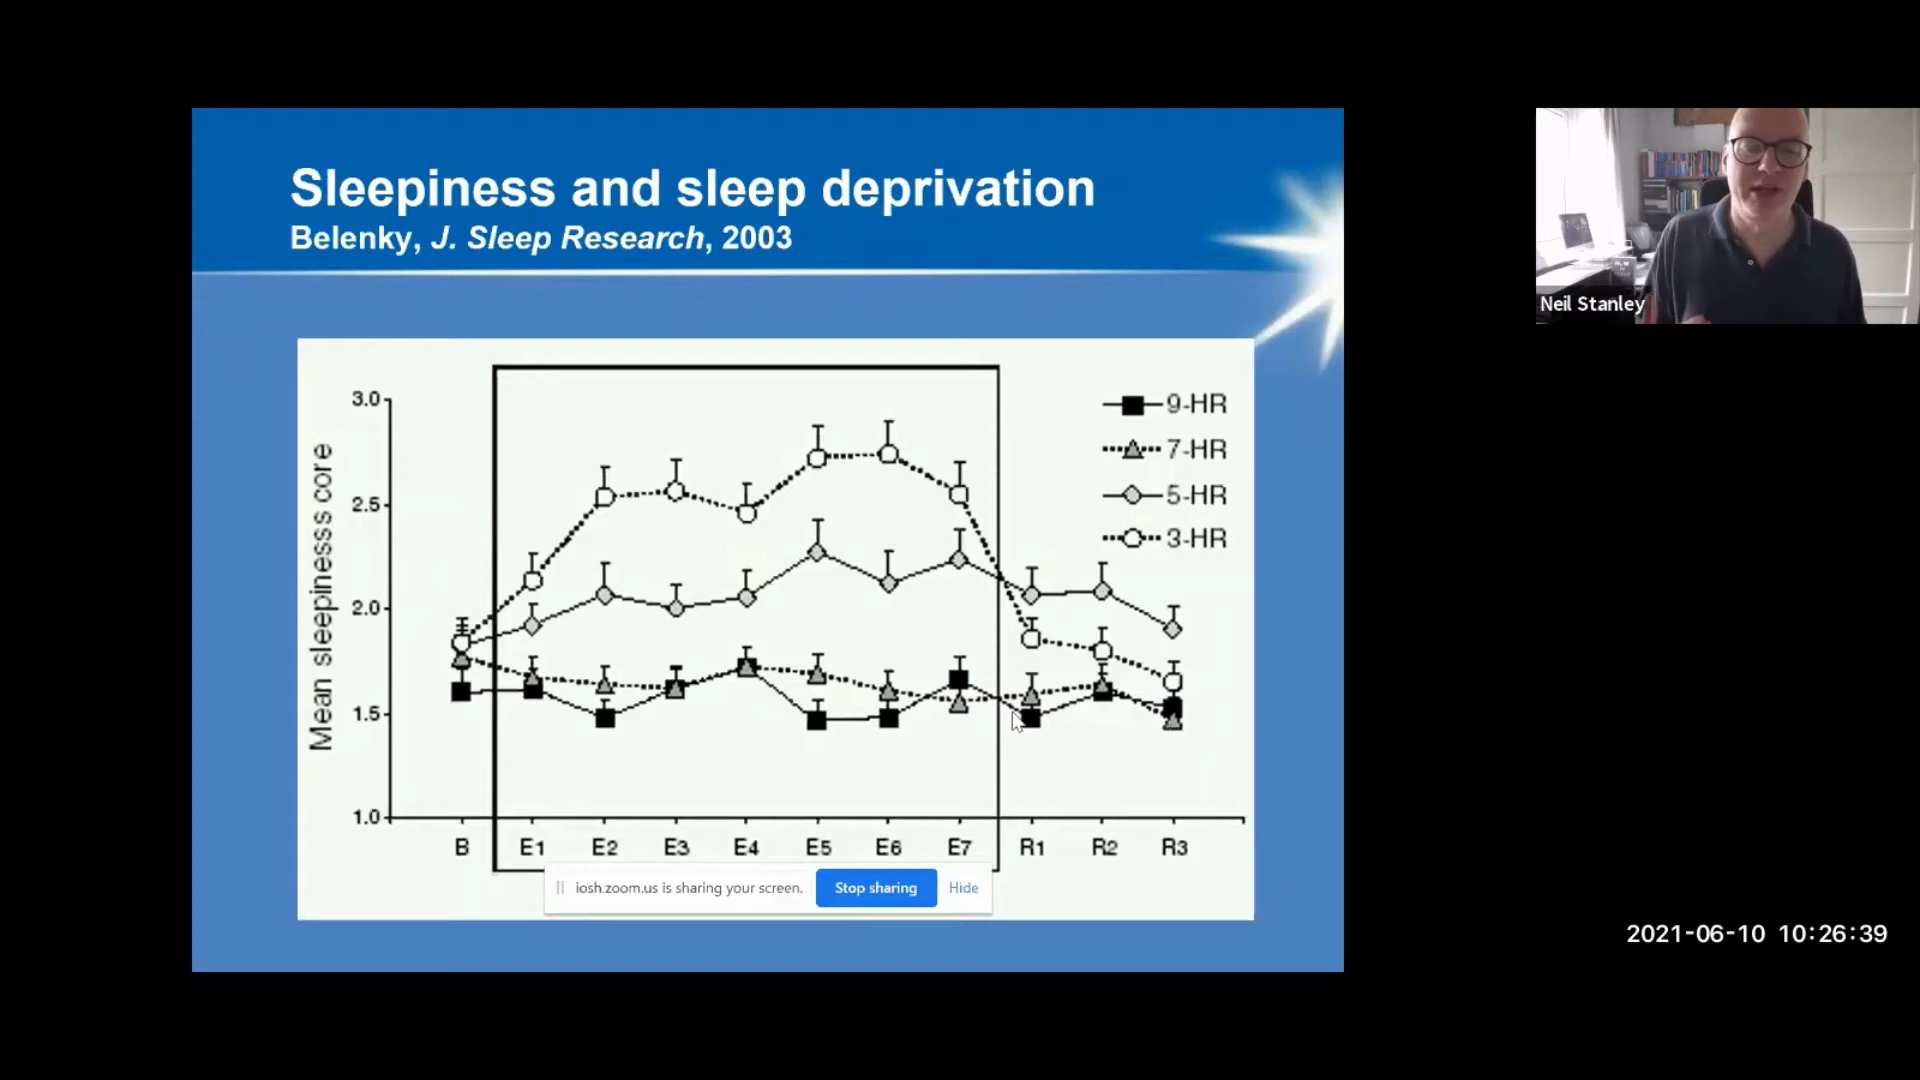 Sleepiness and sleep deprivation
Belenky, J. Sleep Research, 2003
Neil Stanley
Mean sleepinesss core
3.0
2.5
2.0
1.5
1.0
9-HR
7-HR
5-HR
3-HR
B E1 E2 E3 E4 E5 E6 E7 R1 R2 R3
iosh.zoom.us is sharing your screen. Stop sharing Hide
2021-06-10 10:26:39